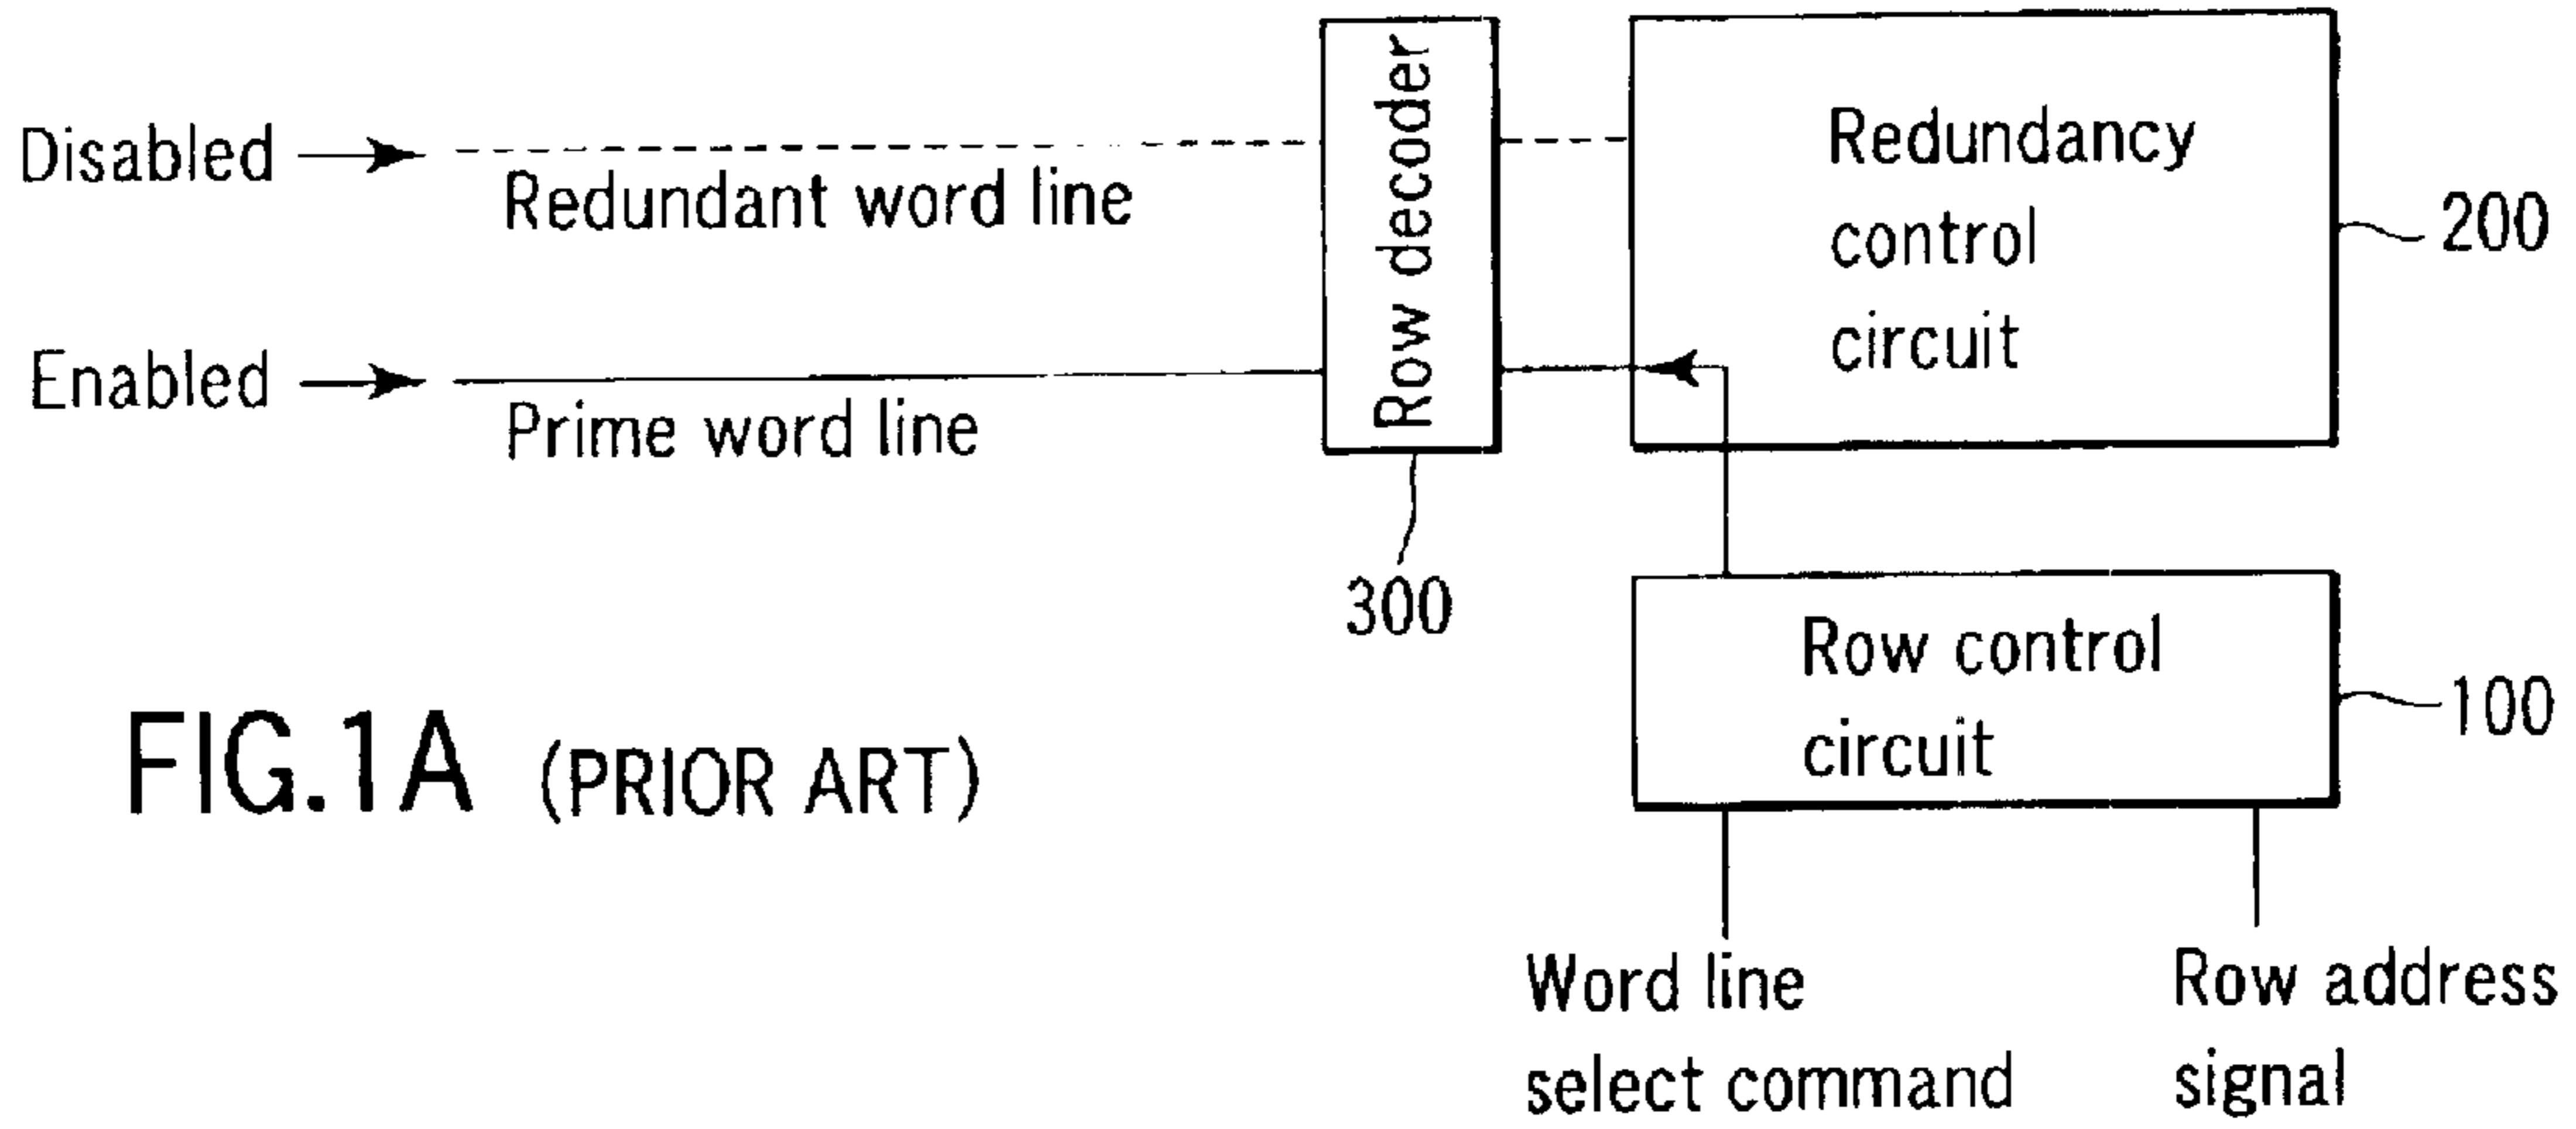 Disabled
Redundant word line
Enabled
Prime word line
Row decoder
300
Redundancy
control
circuit
200
Row control
circuit
100
Word line
select command
Row address
signal
FIG.1A (PRIOR ART)